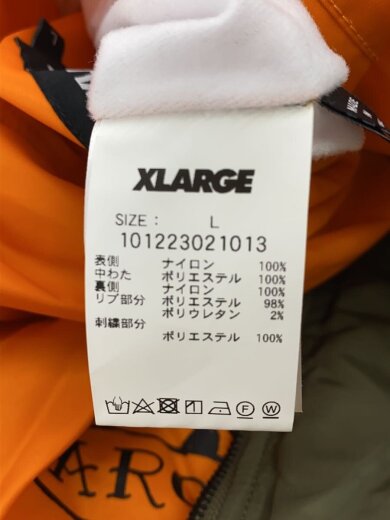 XLARGE
SIZE: L
101223021013
表側 ナイロン 100%
中わた ポリエステル 100%
裏側 ナイロン 100%
リブ部分 ポリエステル 98%
ポリウレタン 2%
刺繍部分
ポリエステル 100%